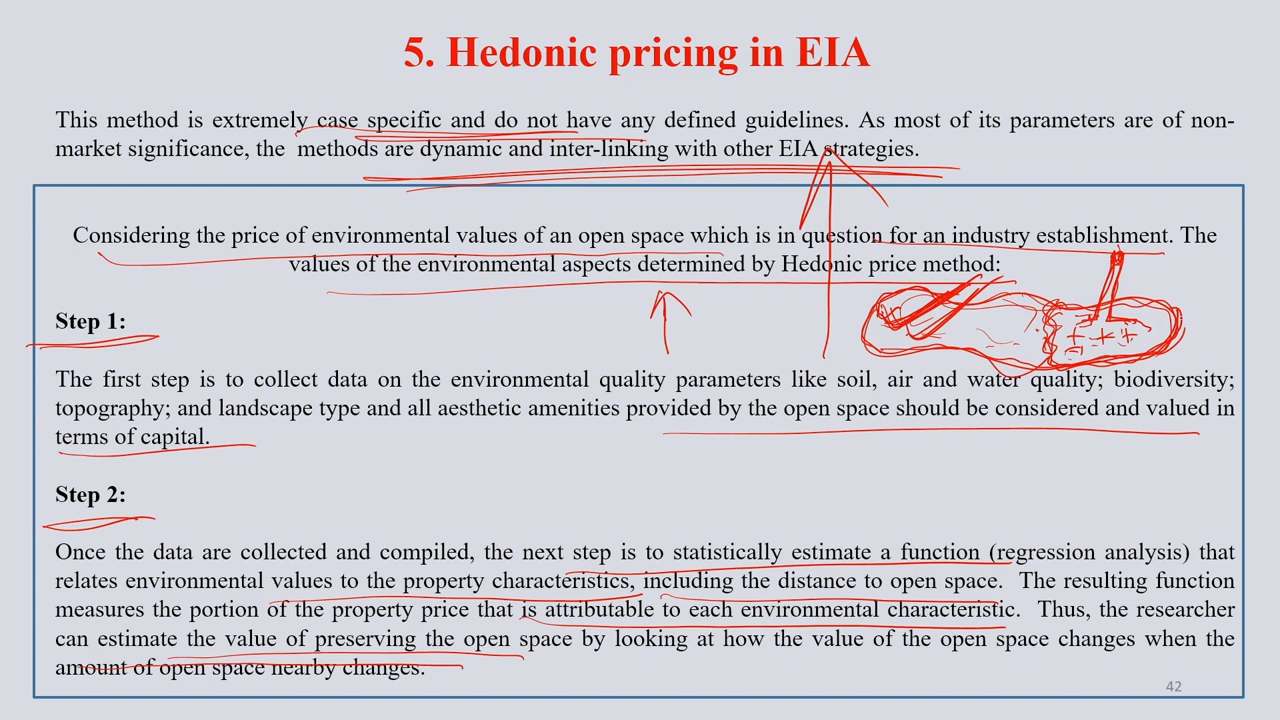 5. Hedonic pricing in EIA
This method is extremely case specific and do not have any defined guidelines. As most of its parameters are of non-
market significance, the methods are dynamic and inter-linking with other EIA strategies.
Considering the price of environmental values of an open space which is in question for an industry establishment. The
values of the environmental aspects determined by Hedonic price method:
Step 1:
The first step is to collect data on the environmental quality parameters like soil, air and water quality; biodiversity;
topography; and landscape type and all aesthetic amenities provided by the open space should be considered and valued in
terms of capital.
Step 2:
Once the data are collected and compiled, the next step is to statistically estimate a function (regression analysis) that
relates environmental values to the property characteristics, including the distance to open space. The resulting function
measures the portion of the property price that is attributable to each environmental characteristic. Thus, the researcher
can estimate the value of preserving the open space by looking at how the value of the open space changes when the
amount of open space nearby changes.
42